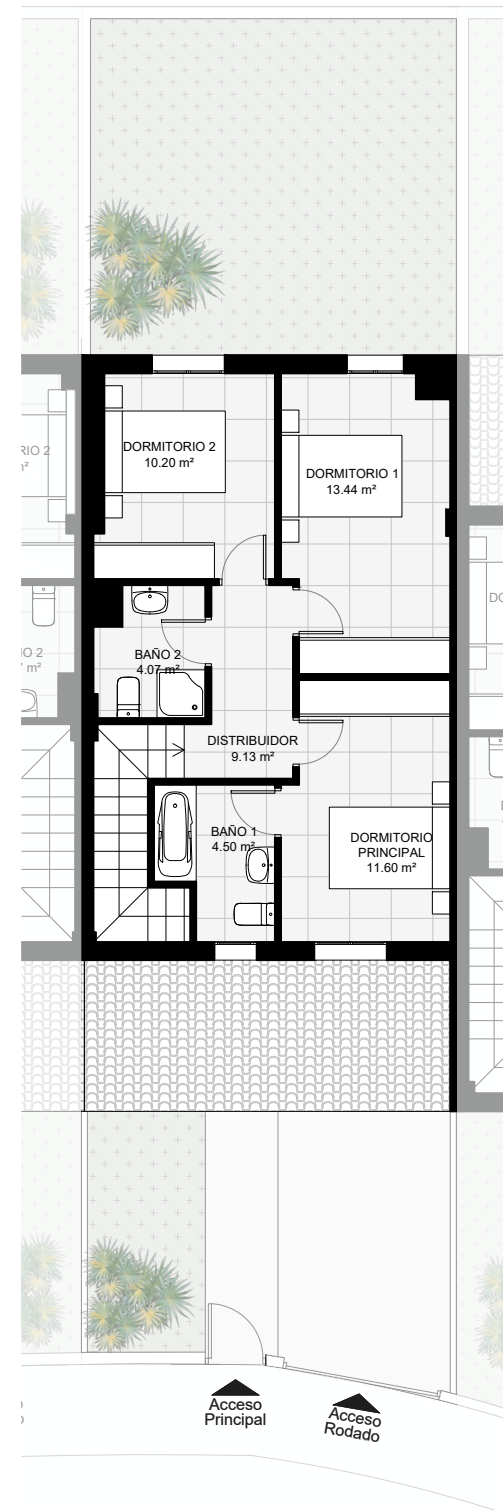 DORMITORIO 2
10.20 m²
DORMITORIO 1
13.44 m²
BAÑO 2
4.07 m²
DISTRIBUIDOR
9.13 m²
BAÑO 1
4.50 m²
DORMITORIO
PRINCIPAL
11.60 m²
Acceso
Principal
Acceso
Rodado